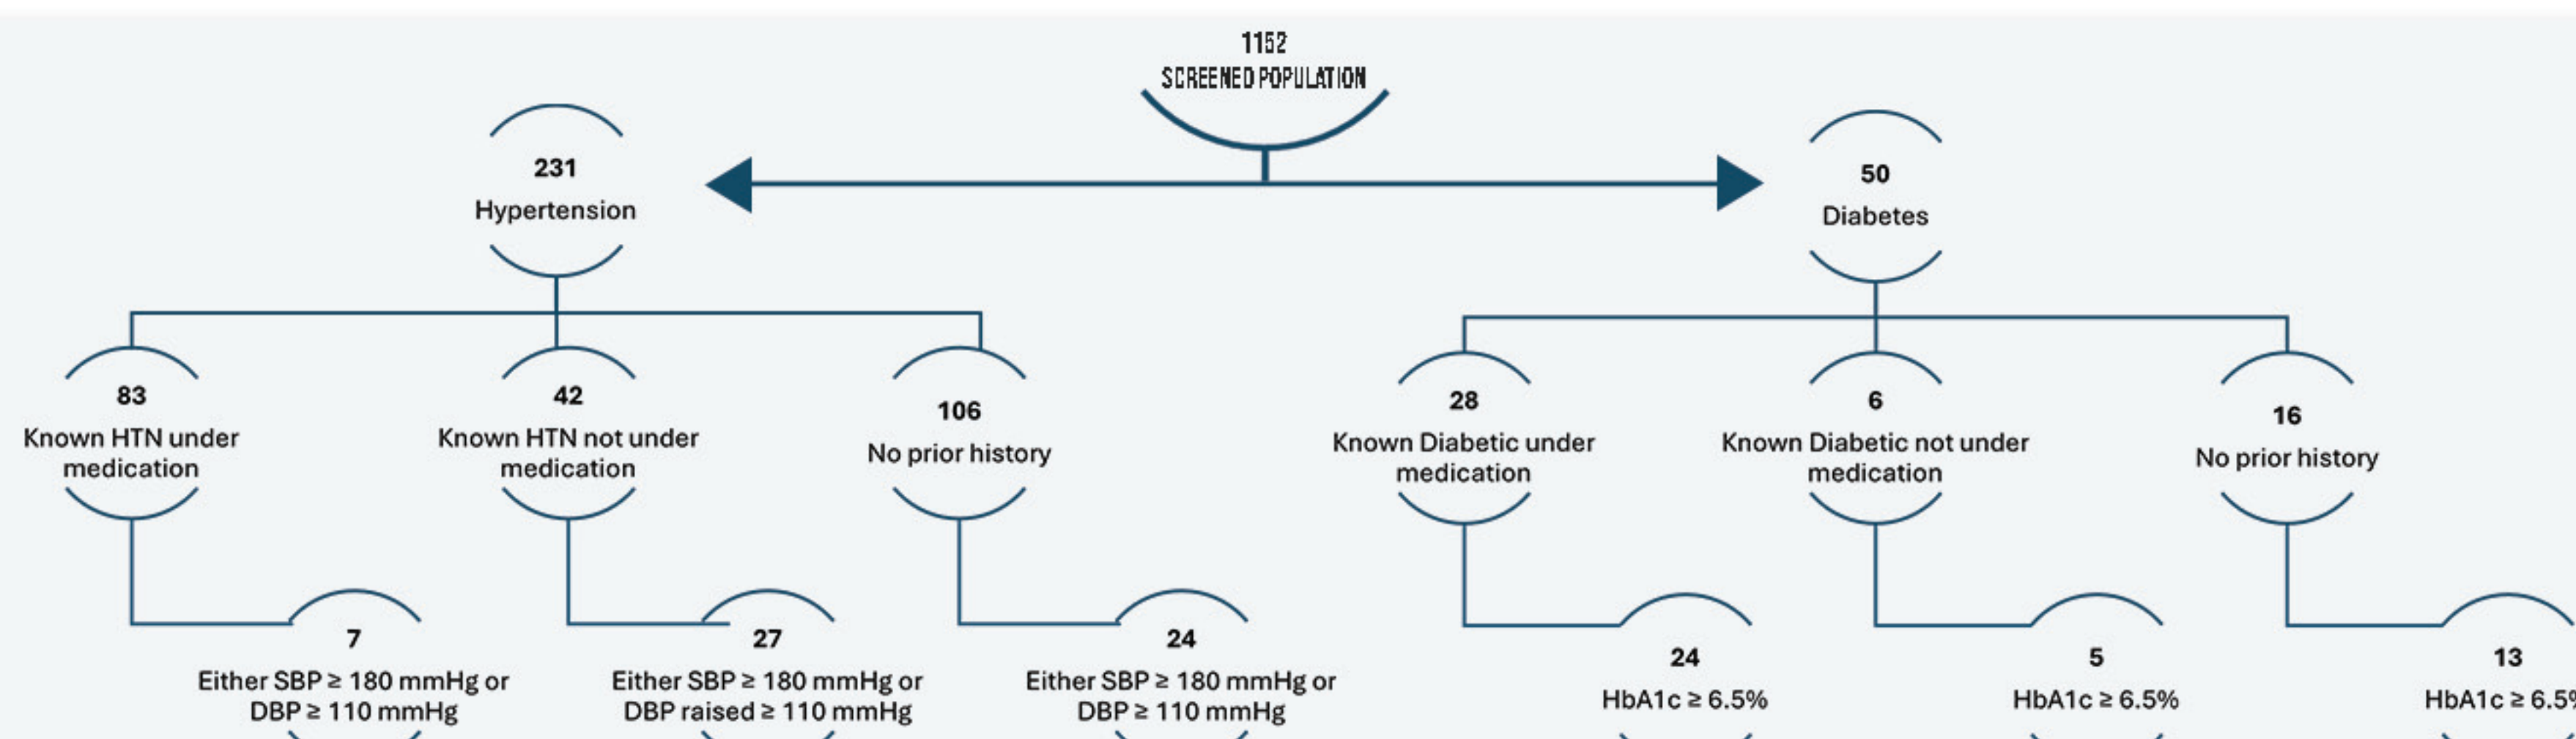 1152
SCREENED POPULATION
231
Hypertension
50
Diabetes
83
Known HTN under
medication
42
Known HTN not under
medication
106
No prior history
28
Known Diabetic under
medication
6
Known Diabetic not under
medication
16
No prior history
7
Either SBP ≥ 180 mmHg or
DBP ≥ 110 mmHg
27
Either SBP ≥ 180 mmHg or
DBP raised ≥ 110 mmHg
24
Either SBP ≥ 180 mmHg or
DBP ≥ 110 mmHg
24
HbA1c ≥ 6.5%
5
HbA1c ≥ 6.5%
13
HbA1c ≥ 6.5%